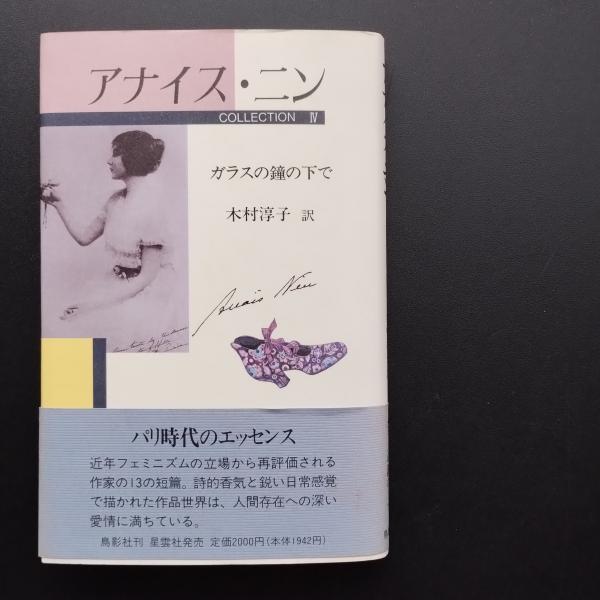 アナイス・ニン
COLLECTION Ⅳ
ガラスの鐘の下で
木村淳子 訳
Anaïs Nin
パリ時代のエッセンス
近年フェミニズムの立場から再評価される
作家の13の短篇。詩的香気と鋭い日常感覚
で描かれた作品世界は、人間存在への深い
愛情に満ちている。
鳥影社刊 星雲社発売 定価2000円(本体1942円)